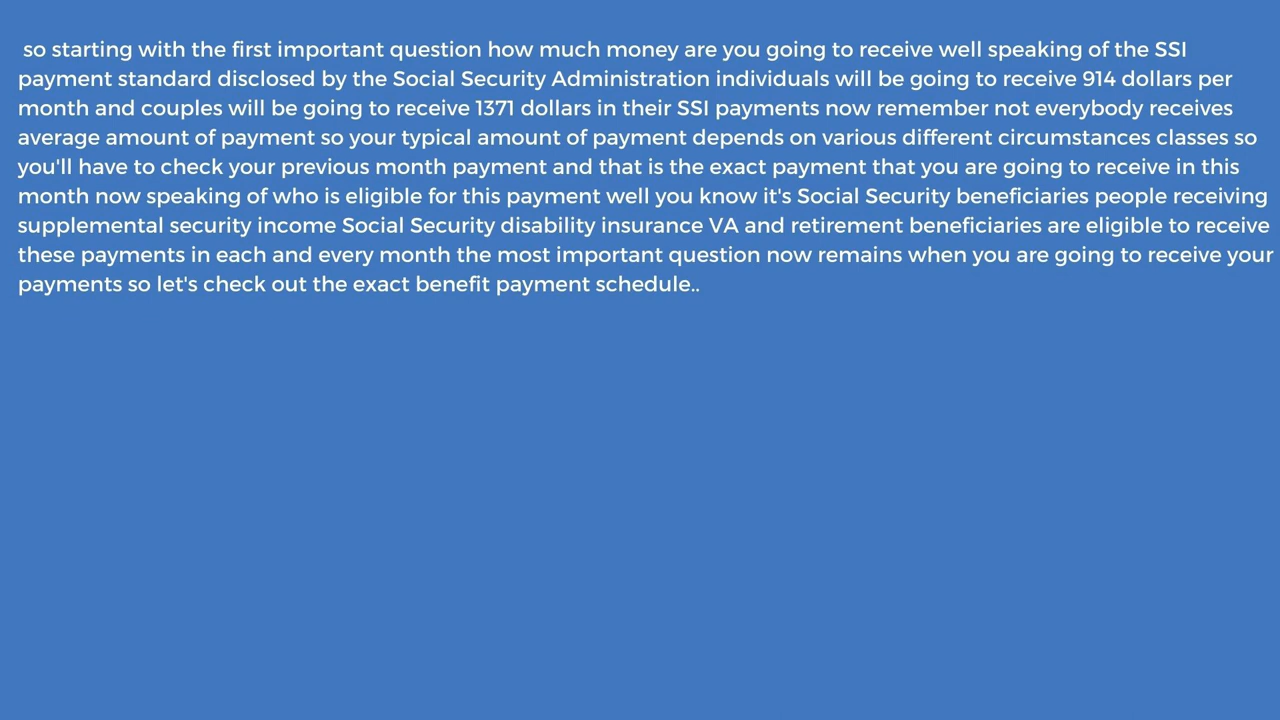 so starting with the first important question how much money are you going to receive well speaking of the SSI
payment standard disclosed by the Social Security Administration individuals will be going to receive 914 dollars per
month and couples will be going to receive 1371 dollars in their SSI payments now remember not everybody receives
average amount of payment so your typical amount of payment depends on various different circumstances classes so
you'll have to check your previous month payment and that is the exact payment that you are going to receive in this
month now speaking of who is eligible for this payment well you know it's Social Security beneficiaries people receiving
supplemental security income Social Security disability insurance VA and retirement beneficiaries are eligible to receive
these payments in each and every month the most important question now remains when you are going to receive your
payments so let's check out the exact benefit payment schedule..